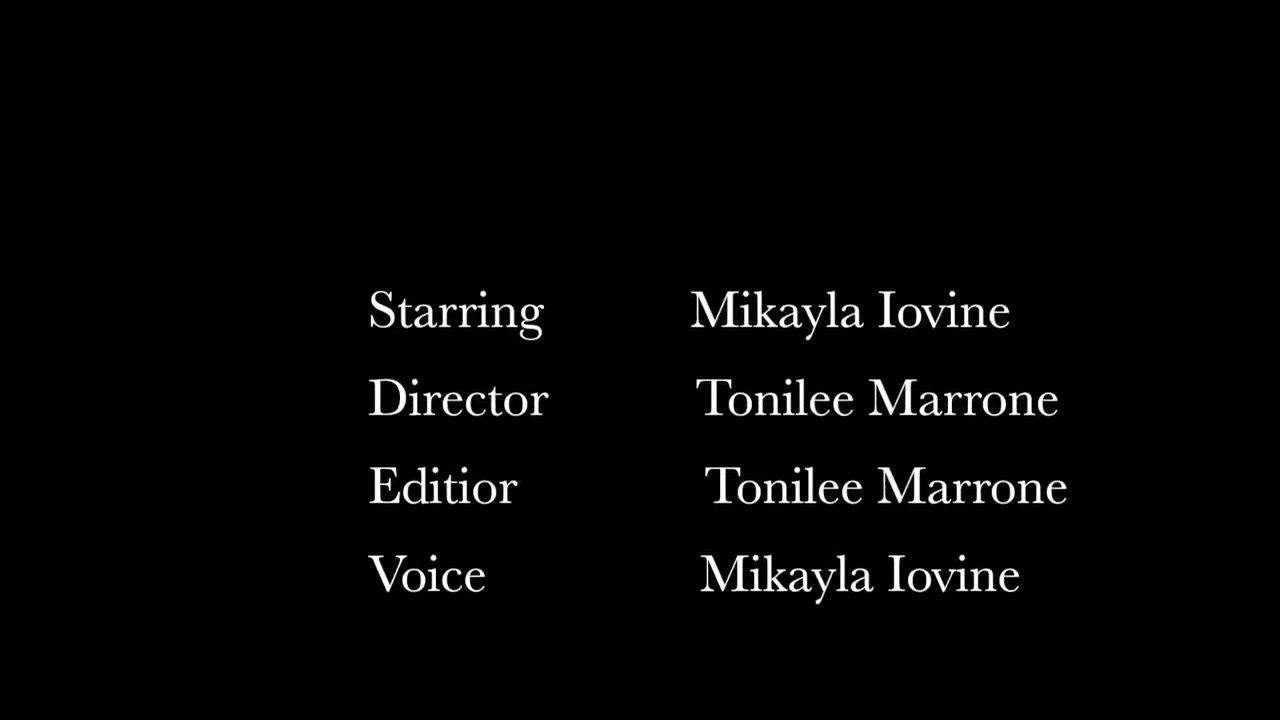 Starring Mikayla Iovine
Director Tonilee Marrone
Editior Tonilee Marrone
Voice Mikayla Iovine